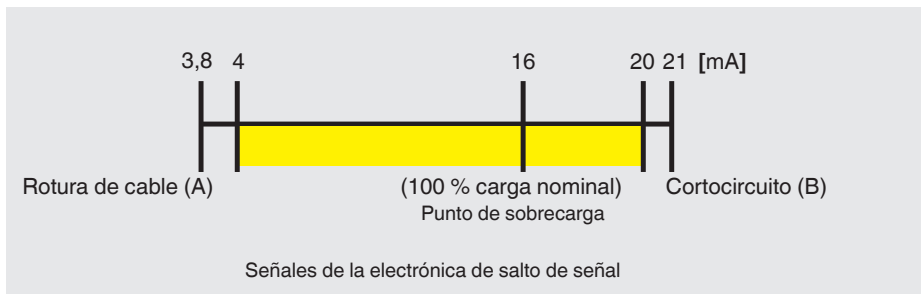 3,8 4 16 20 21 [mA]
Rotura de cable (A) (100 % carga nominal) Cortocircuito (B)
Punto de sobrecarga
Señales de la electrónica de salto de señal